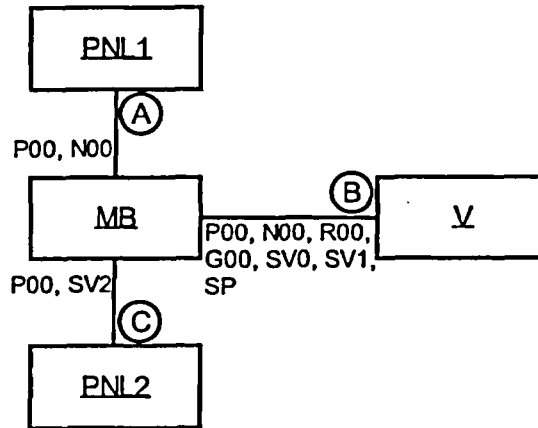 PNL1
A
P00, N00
MB
B
V
P00, N00, R00,
G00, SV0, SV1,
SP
P00, SV2
C
PNL2